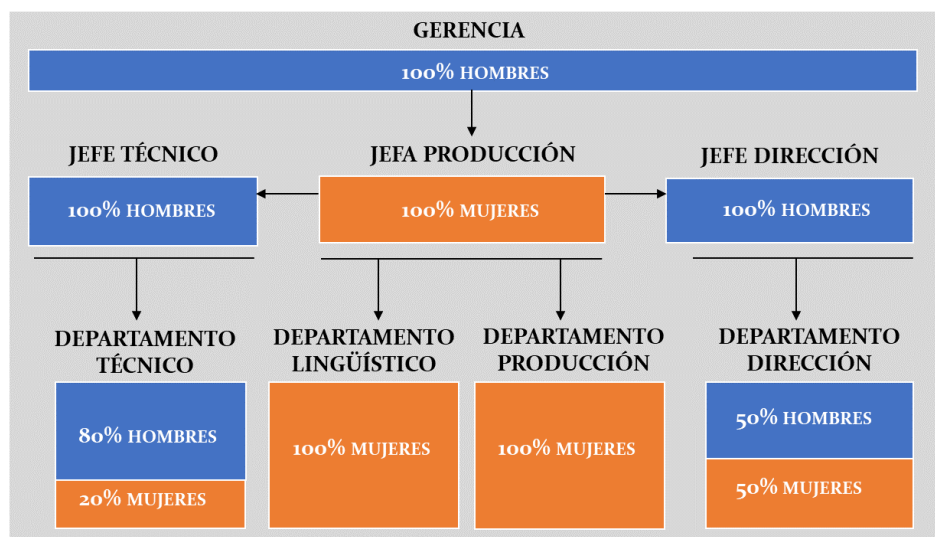 GERENCIA
100% HOMBRES
JEFE TÉCNICO
JEFA PRODUCCIÓN
JEFE DIRECCIÓN
100% HOMBRES
100% MUJERES
100% HOMBRES
DEPARTAMENTO
TÉCNICO
DEPARTAMENTO
LINGÜÍSTICO
DEPARTAMENTO
PRODUCCIÓN
DEPARTAMENTO
DIRECCIÓN
80% HOMBRES
20% MUJERES
100% MUJERES
100% MUJERES
50% HOMBRES
50% MUJERES